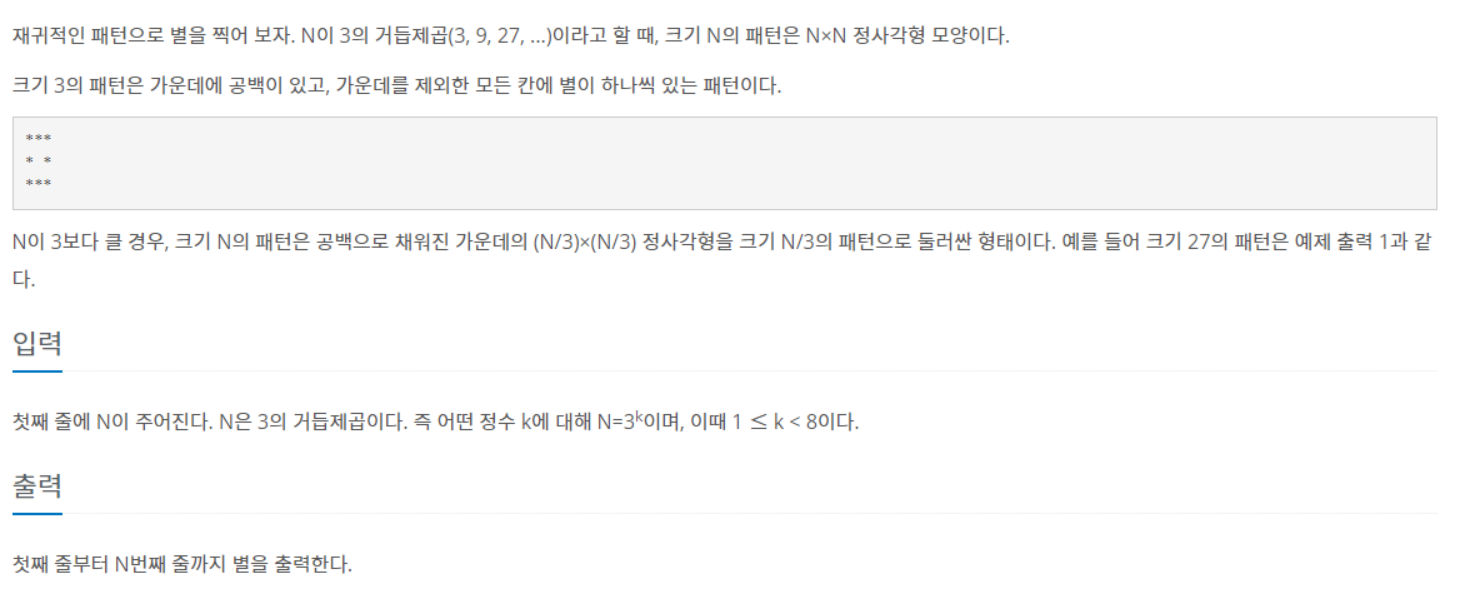 재귀적인 패턴으로 별을 찍어 보자. N이 3의 거듭제곱(3, 9, 27, ...)이라고 할 때, 크기 N의 패턴은 N×N 정사각형 모양이다.
크기 3의 패턴은 가운데에 공백이 있고, 가운데를 제외한 모든 칸에 별이 하나씩 있는 패턴이다.
***
* *
***
N이 3보다 클 경우, 크기 N의 패턴은 공백으로 채워진 가운데의 (N/3)×(N/3) 정사각형을 크기 N/3의 패턴으로 둘러싼 형태이다. 예를 들어 크기 27의 패턴은 예제 출력 1과 같
다.
입력
첫째 줄에 N이 주어진다. N은 3의 거듭제곱이다. 즉 어떤 정수 k에 대해 N=3ᵏ이며, 이때 1 ≤ k < 8이다.
출력
첫째 줄부터 N번째 줄까지 별을 출력한다.